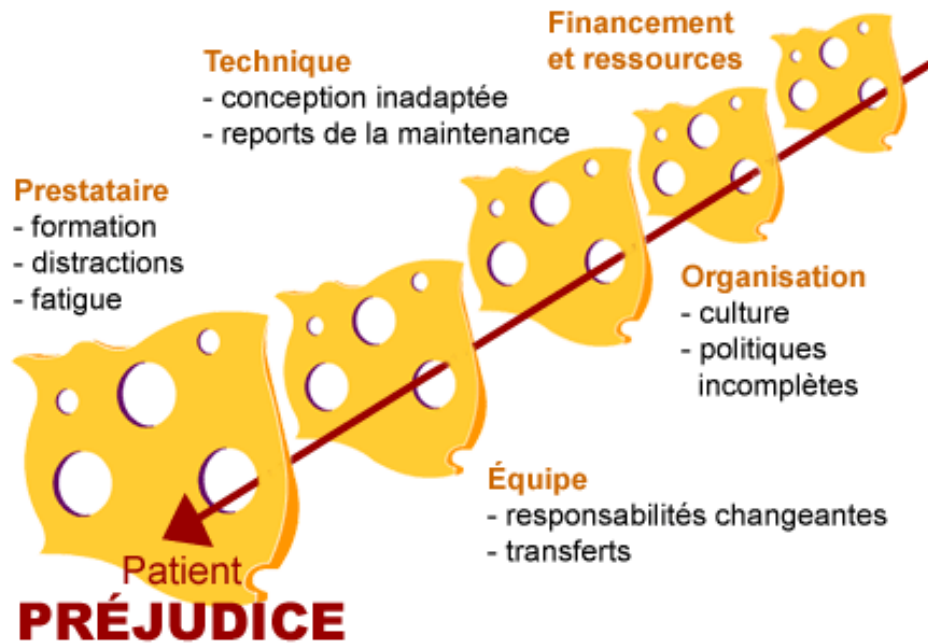 Financement
et ressources
Technique
- conception inadaptée
- reports de la maintenance
Prestataire
- formation
- distractions
- fatigue
Organisation
- culture
- politiques
incomplètes
Équipe
- responsabilités changeantes
- transferts
Patient
PRÉJUDICE